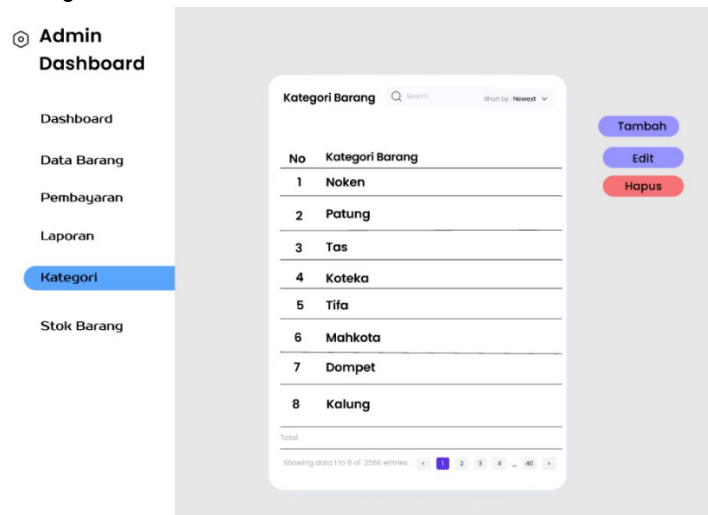 Admin
Dashboard
Dashboard
Data Barang
Pembayaran
Laporan
Kategori
Stok Barang
Kategori Barang
Search
Short by : Newest
Tambah
Edit
Hapus
No Kategori Barang
1 Noken
2 Patung
3 Tas
4 Koteka
5 Tifa
6 Mahkota
7 Dompet
8 Kalung
Total
Showing data 1 to 8 of 256K entries < 1 2 3 4 ... 40 >